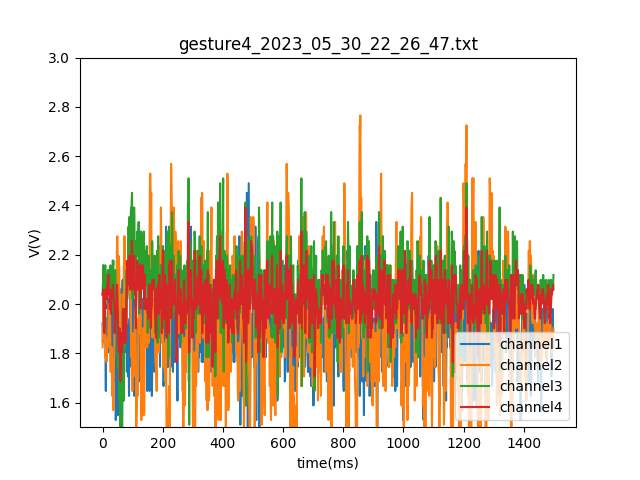 gesture4_2023_05_30_22_26_47.txt
3.0
2.8
2.6
2.4
2.2
2.0
1.8
1.6
V(V)
0 200 400 600 800 1000 1200 1400
time(ms)
channel1
channel2
channel3
channel4